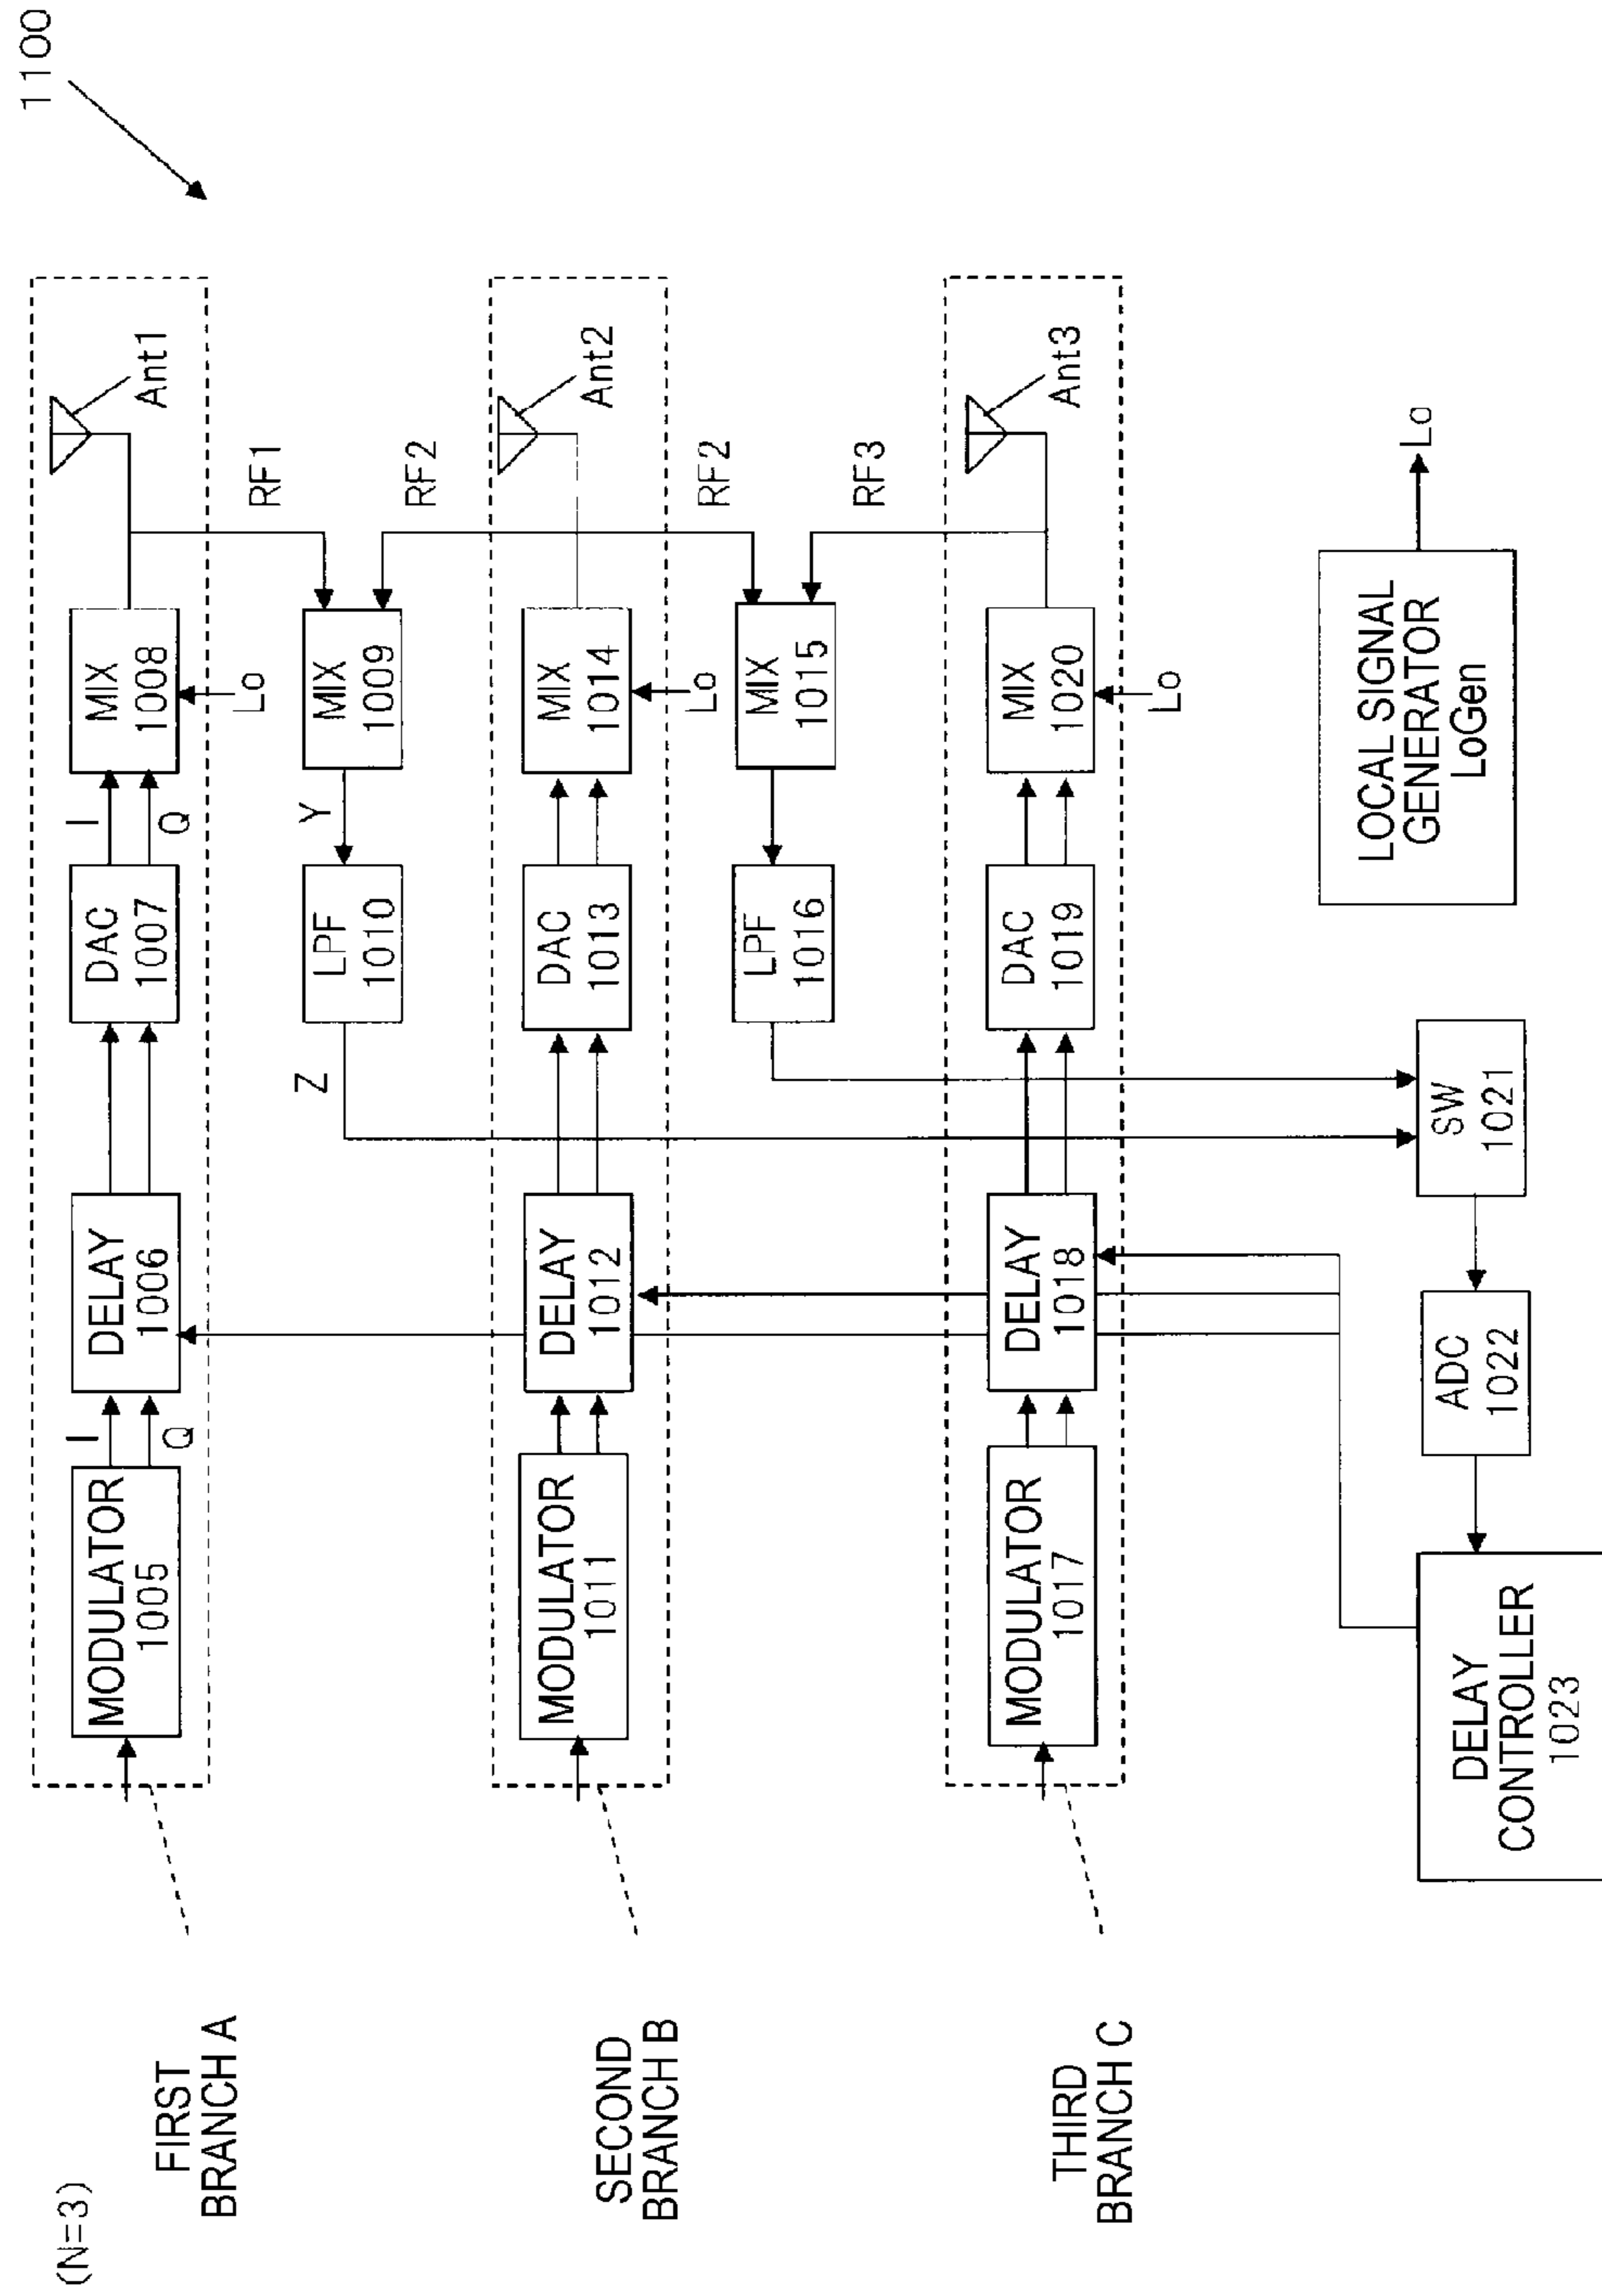 1100
(N=3)
FIRST
BRANCH A
MODULATOR
1005
I
Q
DELAY
1006
DAC
1007
I
Q
MIX
1008
Lo
Ant1
RF1
Z
LPF
1010
Y
MIX
1009
RF2
SECOND
BRANCH B
MODULATOR
1011
DELAY
1012
DAC
1013
MIX
1014
Lo
Ant2
RF2
LPF
1016
MIX
1015
RF3
THIRD
BRANCH C
MODULATOR
1017
DELAY
1018
DAC
1019
MIX
1020
Lo
Ant3
DELAY
CONTROLLER
1023
ADC
1022
SW
1021
LOCAL SIGNAL
GENERATOR
LoGen
Lo